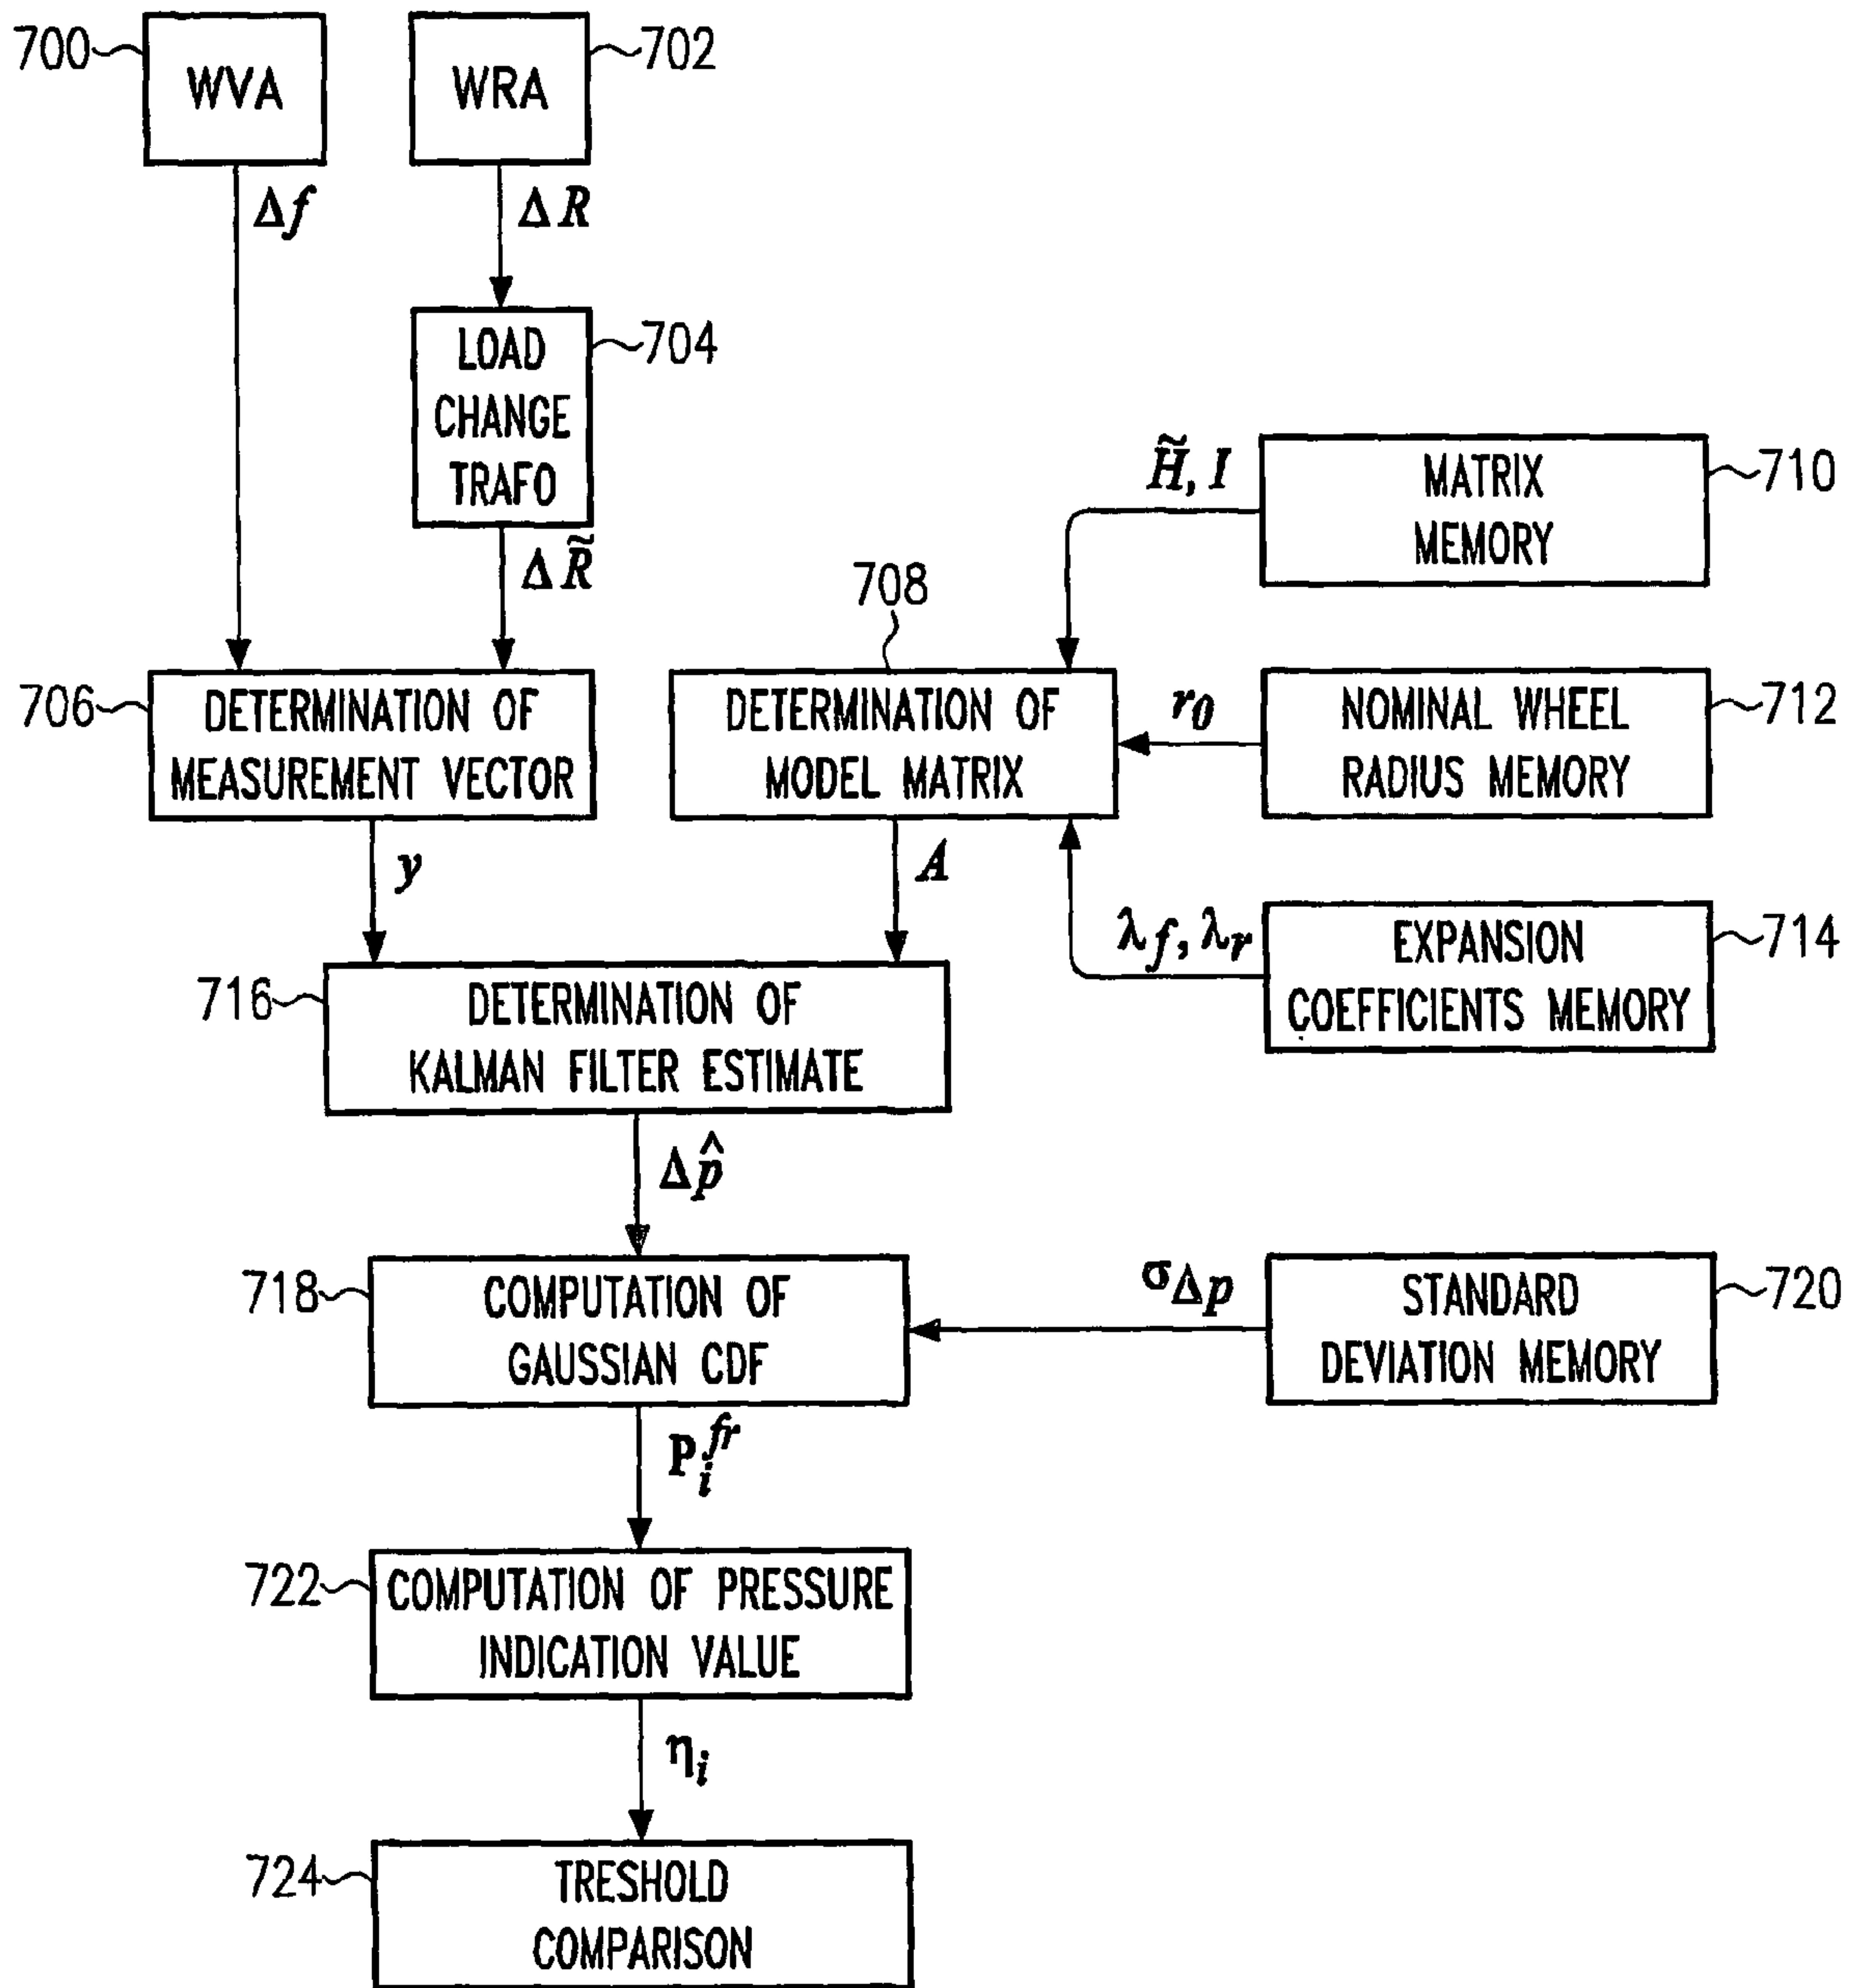 700
WVA
WRA
702
Δf
ΔR
LOAD
CHANGE
TRAFO
704
ΔR̃
H̃, I
MATRIX
MEMORY
710
708
706
DETERMINATION OF
MEASUREMENT VECTOR
DETERMINATION OF
MODEL MATRIX
r₀
NOMINAL WHEEL
RADIUS MEMORY
712
y
A
λf, λr
EXPANSION
COEFFICIENTS MEMORY
714
716
DETERMINATION OF
KALMAN FILTER ESTIMATE
Δp̂
718
COMPUTATION OF
GAUSSIAN CDF
σΔp
STANDARD
DEVIATION MEMORY
720
Pᵢ^fr
722
COMPUTATION OF PRESSURE
INDICATION VALUE
ηᵢ
724
TRESHOLD
COMPARISON